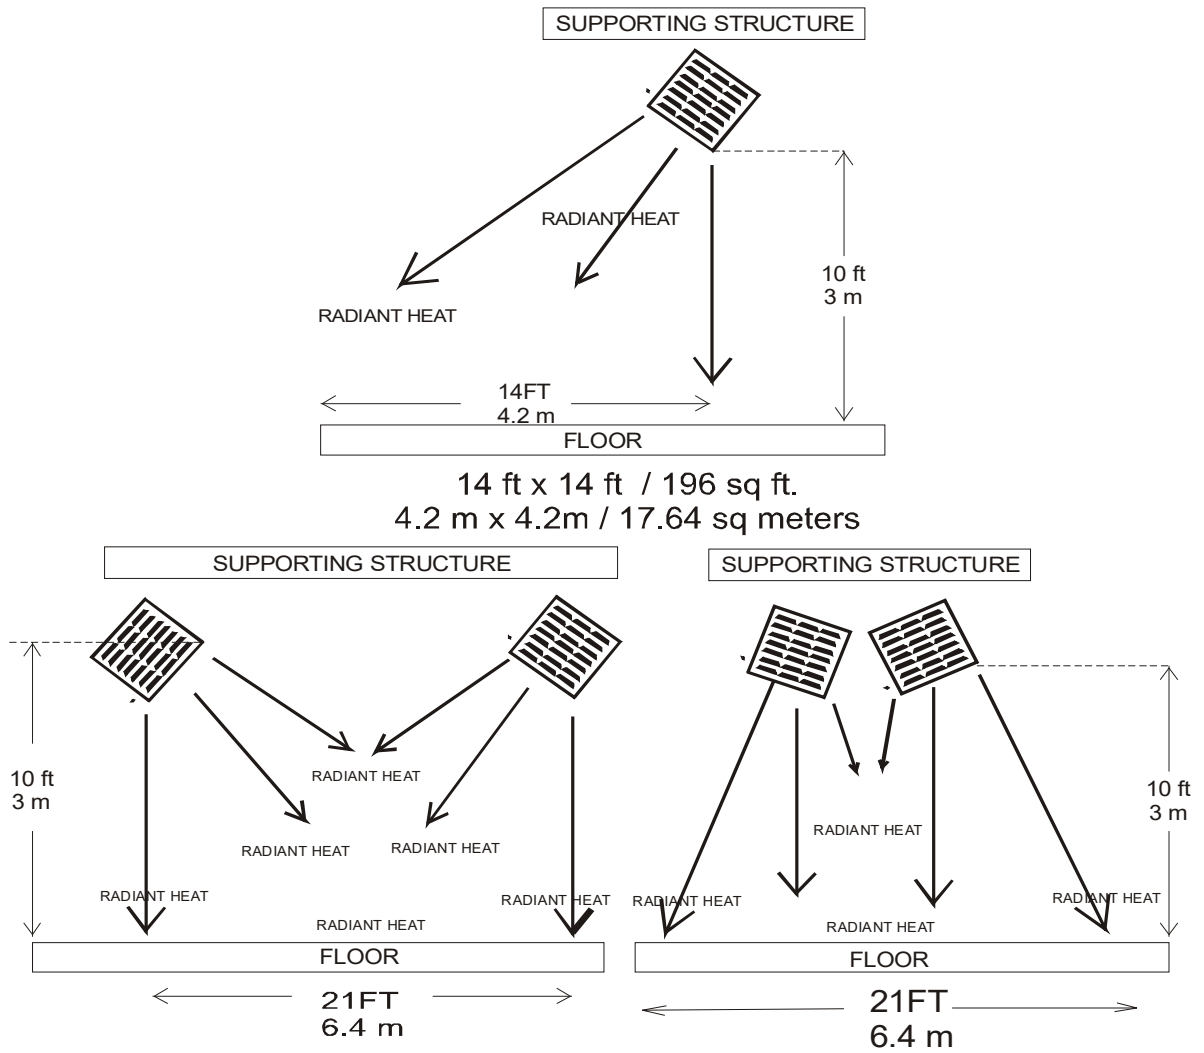 SUPPORTING STRUCTURE
RADIANT HEAT
10 ft
3 m
RADIANT HEAT
14FT
4.2 m
FLOOR
14 ft x 14 ft / 196 sq ft.
4.2 m x 4.2m / 17.64 sq meters
SUPPORTING STRUCTURE
10 ft
3 m
RADIANT HEAT
RADIANT HEAT
RADIANT HEAT
RADIANT HEAT
RADIANT HEAT
RADIANT HEAT
FLOOR
21FT
6.4 m
SUPPORTING STRUCTURE
10 ft
3 m
RADIANT HEAT
RADIANT HEAT
RADIANT HEAT
RADIANT HEAT
FLOOR
21FT
6.4 m